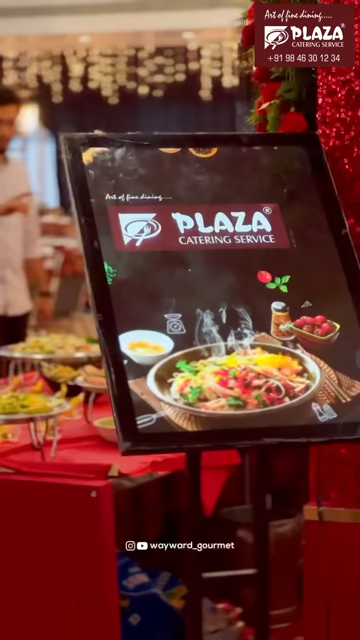 Art of fine dining.....
PLAZA®
CATERING SERVICE
+91 98 46 30 12 34
Art of fine dining.....
PLAZA®
CATERING SERVICE
wayward_gourmet